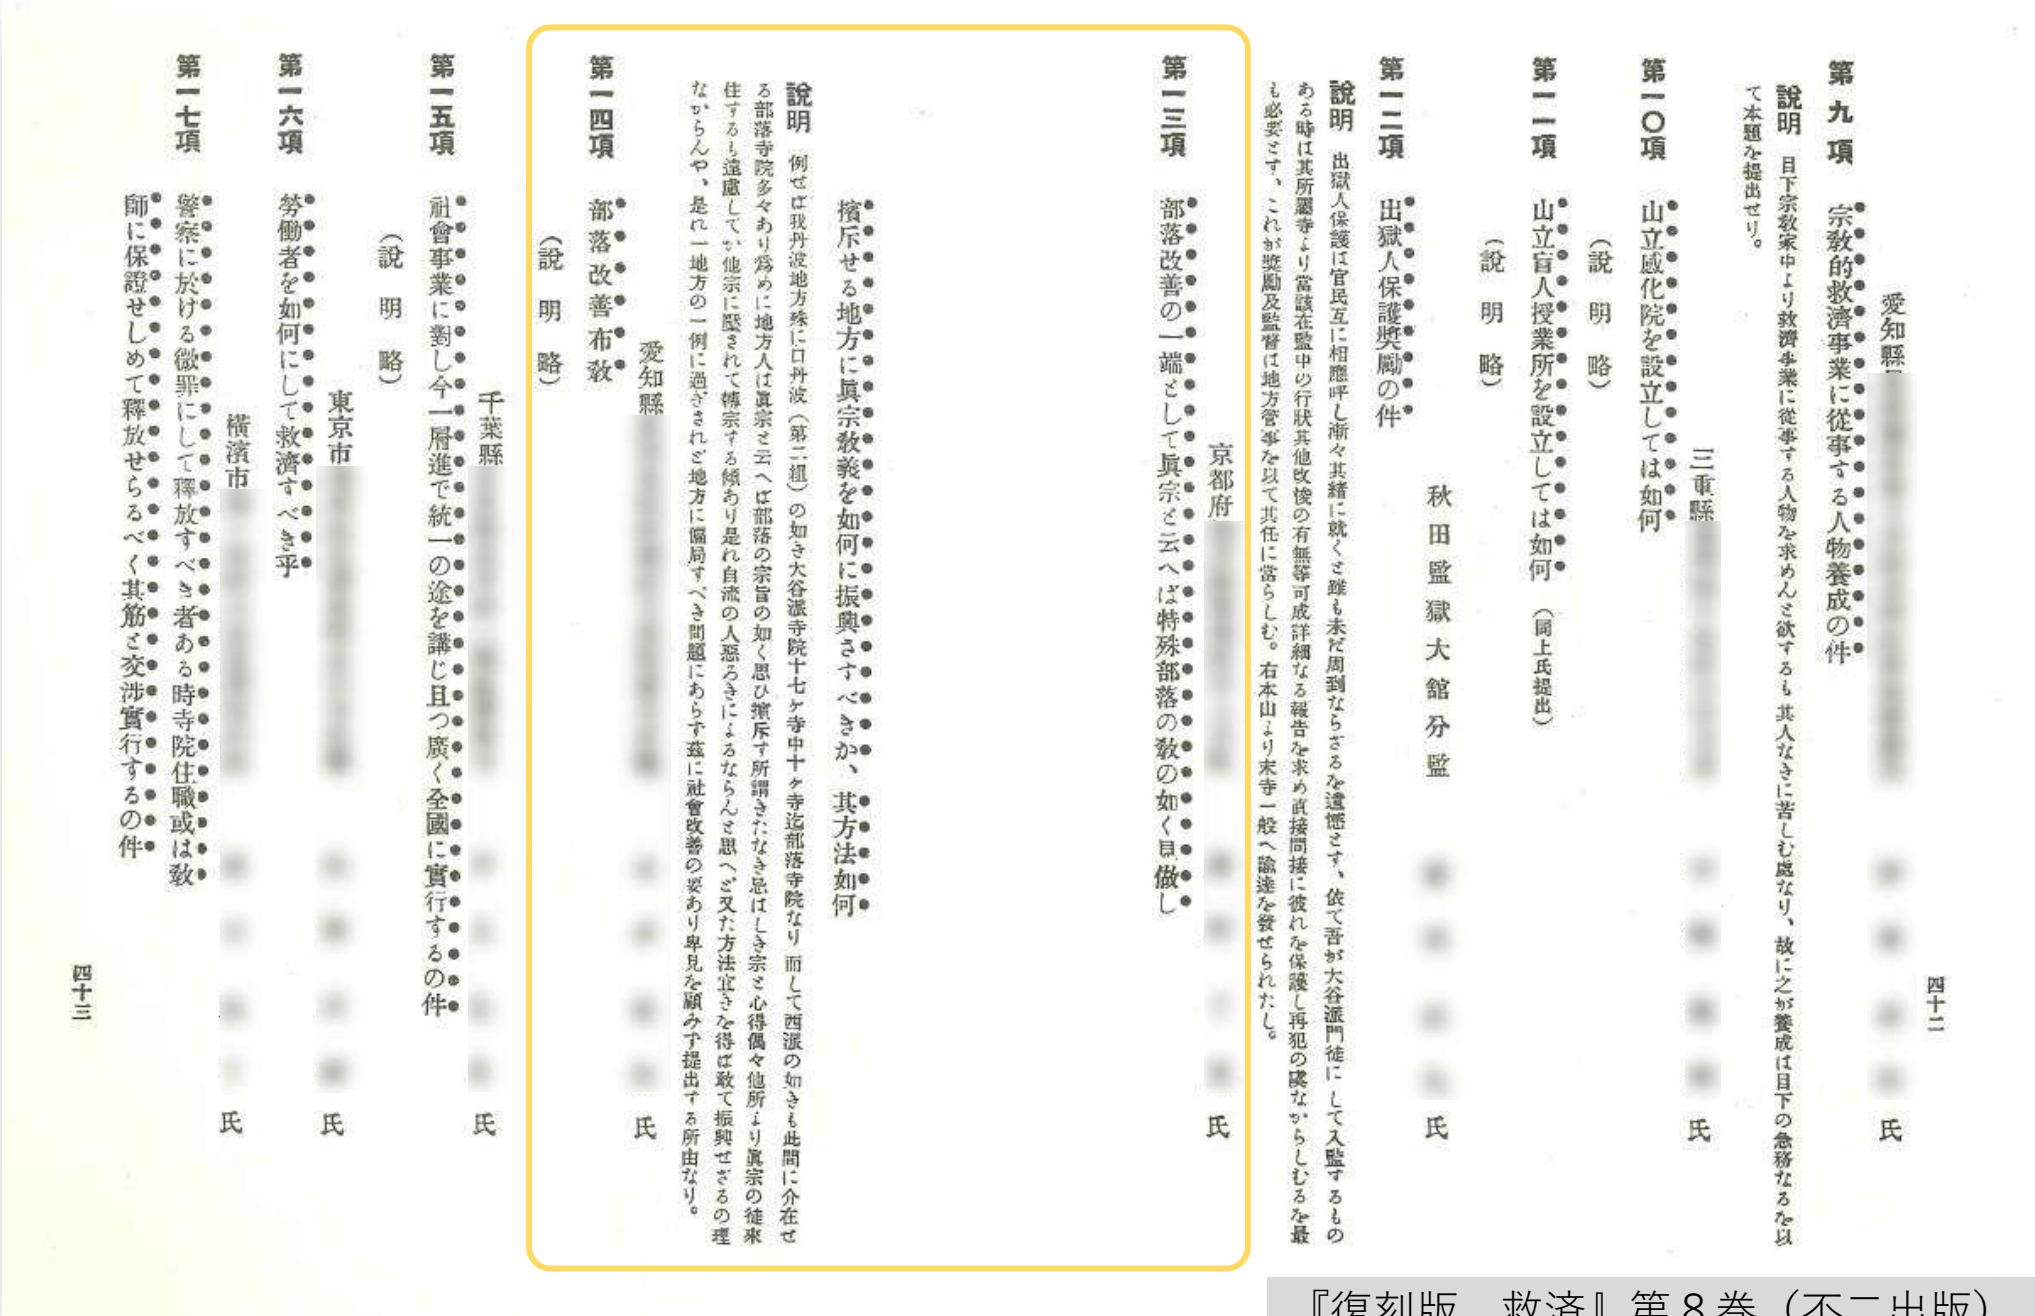 四十二
愛知縣 氏
第九項 宗敎的救濟事業に從事する人物養成の件
說明 目下宗敎家中より救濟事業に從事する人物を求めんと欲するも其人なきに苦しむ處なり、故に之が養成は目下の急務なるを以
て本題を提出せり。
三重縣 氏
第一〇項 山立感化院を設立しては如何
（說明略）
第一一項 山立盲人授業所を設立しては如何（同上氏提出）
（說明略）
秋田監獄大館分監 氏
第一二項 出獄人保護奬勵の件
說明 出獄人保護は官民互に相應呼し漸々其緒に就くと雖も未だ周到ならざるを遺憾とす、依て吾が大谷派門徒にして入監するもの
ある時は其所屬寺より當該在監中の行狀其他改悛の有無等可成詳細なる報告を求め直接間接に彼れを保護し再犯の虞なからしむるを最
も必要とす、これが奬勵及監督は地方管事を以て其任に當らしむ。右本山より末寺一般へ諭達を發せられたし。
京都府 氏
第一三項 部落改善の一端として眞宗と云へば特殊部落の敎の如く見做し
擯斥せる地方に眞宗敎義を如何に振興さすべきか、其方法如何
說明 例せば我丹波地方殊に口丹波（第二組）の如き大谷派寺院十七ヶ寺中十ヶ寺迄部落寺院なり而して西派の如きも此間に介在せ
る部落寺院多々あり爲めに地方人は眞宗と云へば部落の宗旨の如く思ひ擯斥す所謂きたなき忌はしき宗と心得偶々他所より眞宗の徒來
住するも遠慮してか他宗に壓されて轉宗する傾あり是れ自派の人惡ろきによるならんと思へど又た方法宜きを得ば敢て振興せざるの理
なからんや、是れ一地方の一例に過ぎされど地方に偏局すべき問題にあらず茲に社會改善の要あり卑見を顧みず提出する所由なり。
愛知縣 氏
第一四項 部落改善布敎
（說明略）
千葉縣 氏
第一五項 社會事業に對し今一層進で統一の途を講じ且つ廣く全國に實行するの件
（說明略）
東京市 氏
第一六項 勞働者を如何にして救濟すべき乎
橫濱市 氏
第一七項 警察に於ける微罪にして釋放すべき者ある時寺院住職或は敎
師に保證せしめて釋放せらるべく其筋と交涉實行するの件
四十三
『復刻版 救済』第8巻（不二出版）